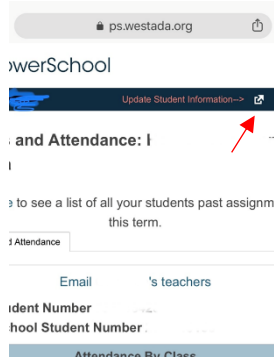 ps.westada.org
owerSchool
Update Student Information-->
and Attendance:
to see a list of all your students past assignm
this term.
d Attendance
Email 's teachers
udent Number
chool Student Number
Attendance By Class